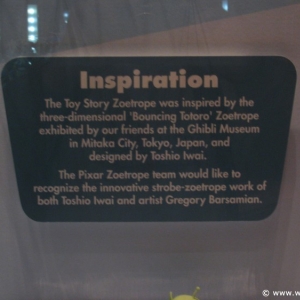 Inspiration
The Toy Story Zoetrope was inspired by the
three-dimensional 'Bouncing Totoro' Zoetrope
exhibited by our friends at the Ghibli Museum
in Mitaka City, Tokyo, Japan, and
designed by Toshio Iwai.
The Pixar Zoetrope team would like to
recognize the innovative strobe-zoetrope work of
both Toshio Iwai and artist Gregory Barsamian.
© w